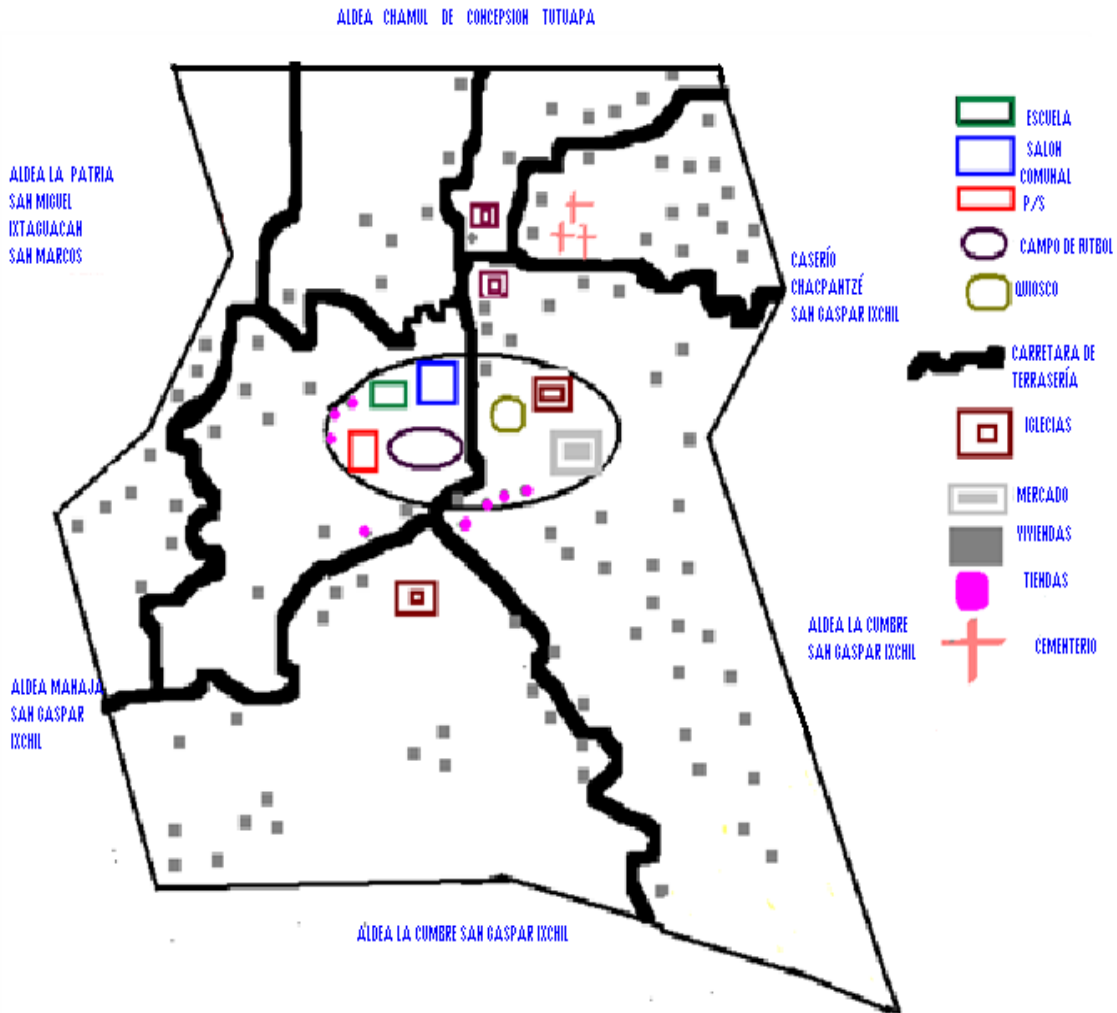 ALDEA CHAMUL DE CONCEPSION TUTUAPA
ALDEA LA PATRIA
SAN MIGUEL
IXTAGUACAN
SAN MARCOS
CASERÍO
CHACPANTZÉ
SAN GASPAR IXCHIL
ESCUELA
SALON
COMUNAL
P/S
CAMPO DE FUTBOL
QUIOSCO
CARRETARA DE
TERRASERÍA
IGLECIAS
MERCADO
VIVIENDAS
TIENDAS
CEMENTERIO
ALDEA LA CUMBRE
SAN GASPAR IXCHIL
ALDEA MANAJA
SAN GASPAR
IXCHIL
ALDEA LA CUMBRE SAN GASPAR IXCHIL